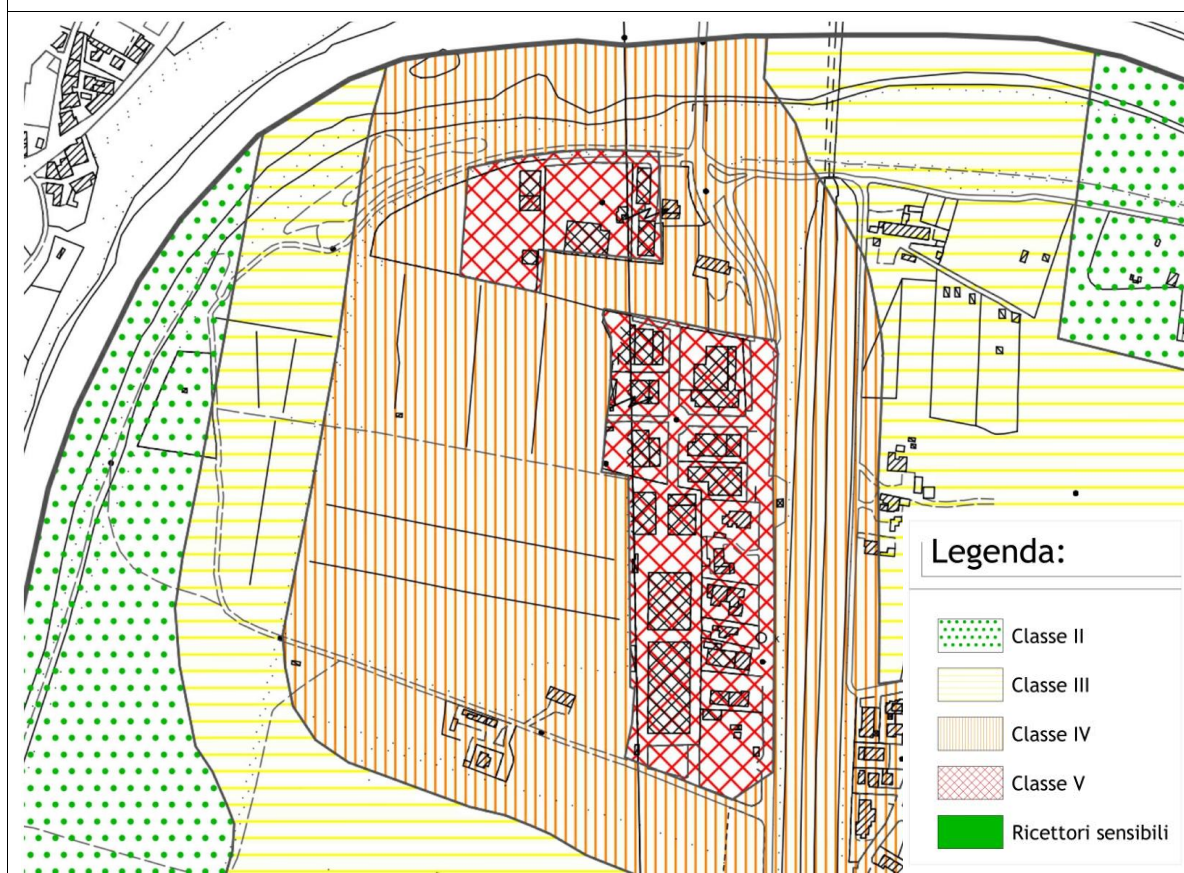 Legenda:
Classe II
Classe III
Classe IV
Classe V
Ricettori sensibili